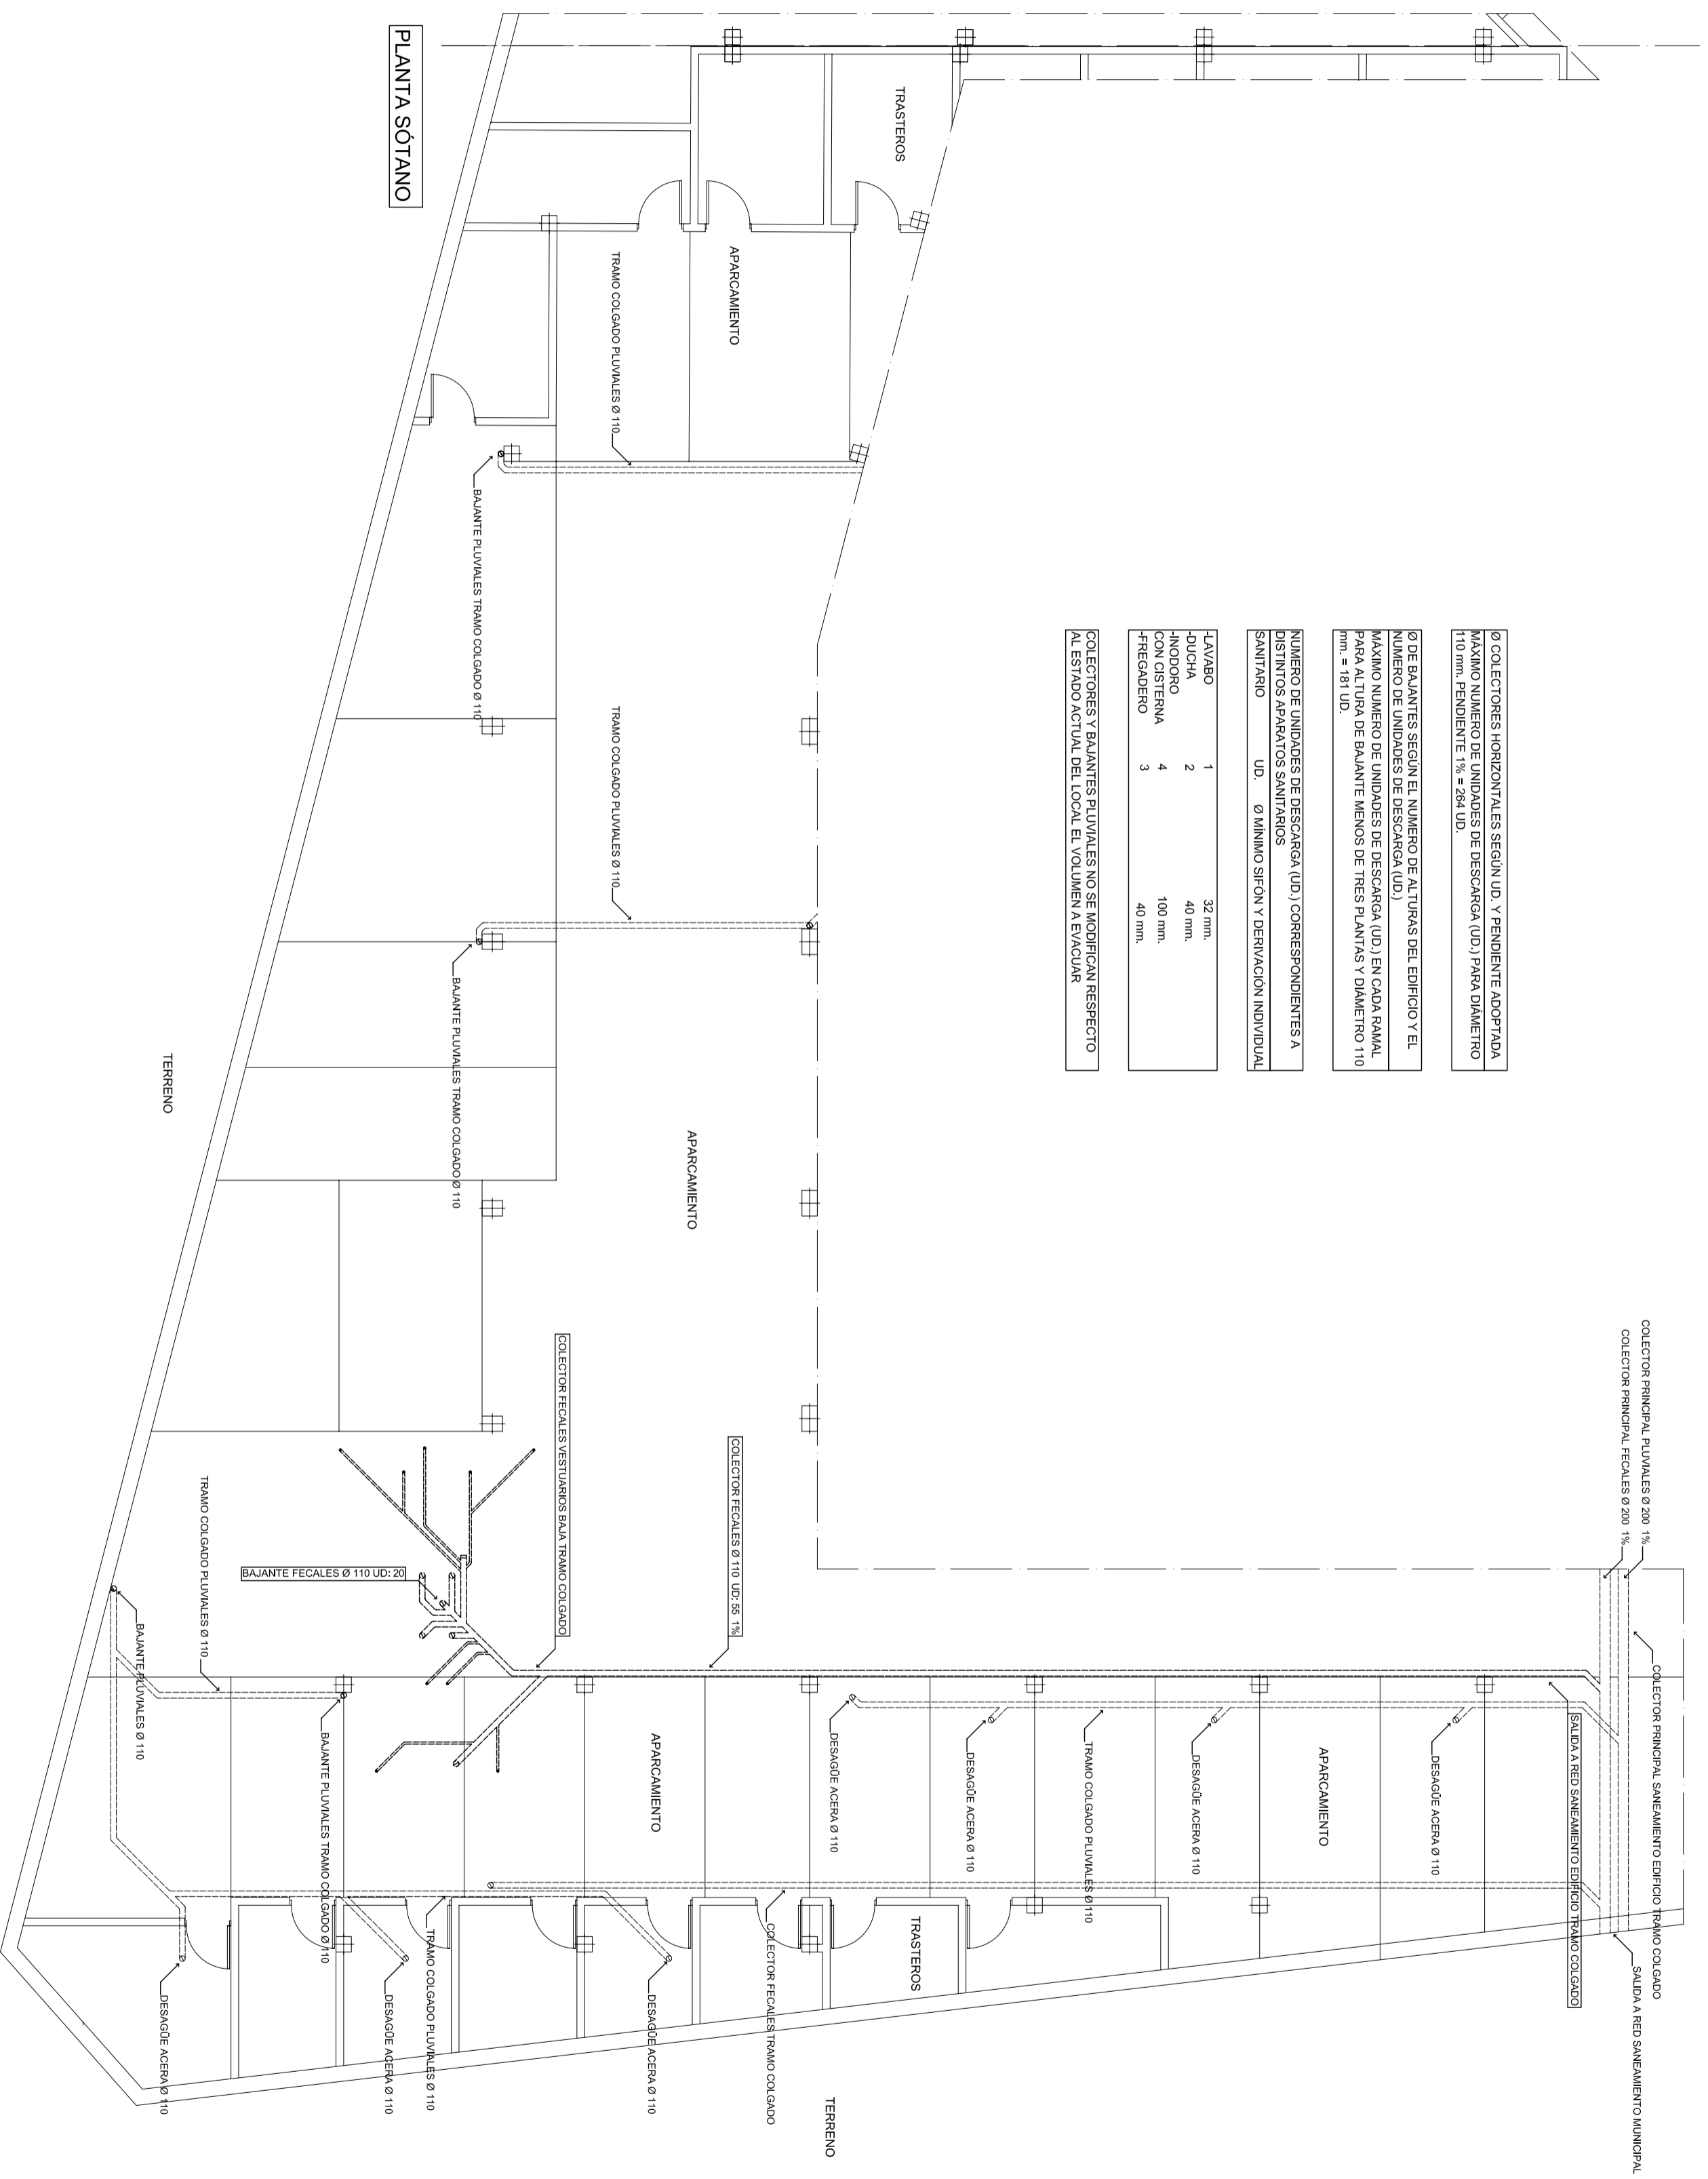 COLECTOR PRINCIPAL PLUVIALES Ø 200 1%
COLECTOR PRINCIPAL FECALES Ø 200 1%
COLECTOR PRINCIPAL SANEAMIENTO EDIFICIO TRAMO COLGADO
SALIDA A RED SANEAMIENTO MUNICIPAL
SALIDA A RED SANEAMIENTO EDIFICIO TRAMO COLGADO
Ø COLECTORES HORIZONTALES SEGÚN UD. Y PENDIENTE ADOPTADA
MÁXIMO NUMERO DE UNIDADES DE DESCARGA (UD.) PARA DIÁMETRO
110 mm. PENDIENTE 1% = 264 UD.
Ø DE BAJANTES SEGÚN EL NUMERO DE ALTURAS DEL EDIFICIO Y EL
NUMERO DE UNIDADES DE DESCARGA (UD.)
MÁXIMO NUMERO DE UNIDADES DE DESCARGA (UD.) EN CADA RAMAL
PARA ALTURA DE BAJANTE MENOS DE TRES PLANTAS Y DIÁMETRO 110
mm. = 181 UD.
NUMERO DE UNIDADES DE DESCARGA (UD.) CORRESPONDIENTES A
DISTINTOS APARATOS SANITARIOS
SANITARIO UD. Ø MÍNIMO SIFÓN Y DERIVACIÓN INDIVIDUAL
-LAVABO 1 32 mm.
-DUCHA 2 40 mm.
-INODORO
CON CISTERNA 4 100 mm.
-FREGADERO 3 40 mm.
COLECTORES Y BAJANTES PLUVIALES NO SE MODIFICAN RESPECTO
AL ESTADO ACTUAL DEL LOCAL EL VOLUMEN A EVACUAR
DESAGÜE ACERA Ø 110
APARCAMIENTO
DESAGÜE ACERA Ø 110
TRAMO COLGADO PLUVIALES Ø 110
DESAGÜE ACERA Ø 110
DESAGÜE ACERA Ø 110
TRASTEROS
TRASTEROS
TERRENO
APARCAMIENTO
COLECTOR FECALES Ø 110 UD: 55 1%
COLECTOR FECALES TRAMO COLGADO
APARCAMIENTO
APARCAMIENTO
DESAGÜE ACERA Ø 110
TRAMO COLGADO PLUVIALES Ø 110
TRAMO COLGADO PLUVIALES Ø 110
COLECTOR FECALES VESTUARIOS BAJA TRAMO COLGADO
BAJANTE PLUVIALES TRAMO COLGADO Ø 110
BAJANTE PLUVIALES TRAMO COLGADO Ø 110
TRAMO COLGADO PLUVIALES Ø 110
PLANTA SÓTANO
DESAGÜE ACERA Ø 110
BAJANTE PLUVIALES TRAMO COLGADO Ø 110
BAJANTE FECALES Ø 110 UD: 20
TRAMO COLGADO PLUVIALES Ø 110
TERRENO
DESAGÜE ACERA Ø 110
BAJANTE PLUVIALES Ø 110